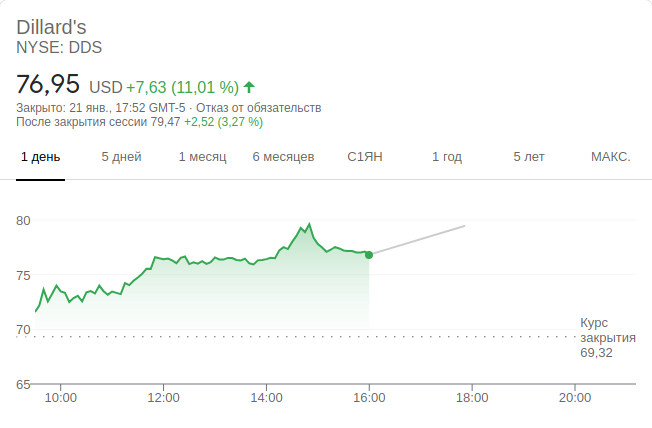 Dillard's
NYSE: DDS
76,95 USD +7,63 (11,01 %)
Закрыто: 21 янв., 17:52 GMT-5 · Отказ от обязательств
После закрытия сессии 79,47 +2,52 (3,27 %)
1 день 5 дней 1 месяц 6 месяцев С1ЯН 1 год 5 лет МАКС.
80
75
70
65
Курс
закрытия
69,32
10:00 12:00 14:00 16:00 18:00 20:00